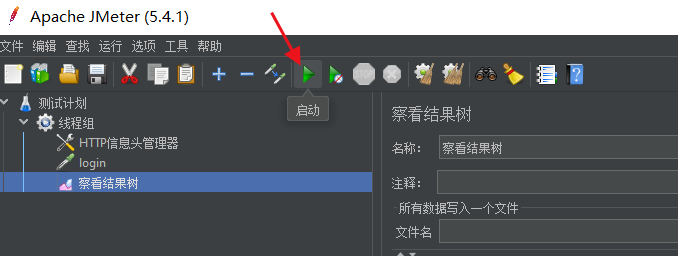 Apache JMeter (5.4.1)
文件 编辑 查找 运行 选项 工具 帮助
启动
测试计划
线程组
HTTP信息头管理器
login
察看结果树
察看结果树
名称: 察看结果树
注释:
所有数据写入一个文件
文件名